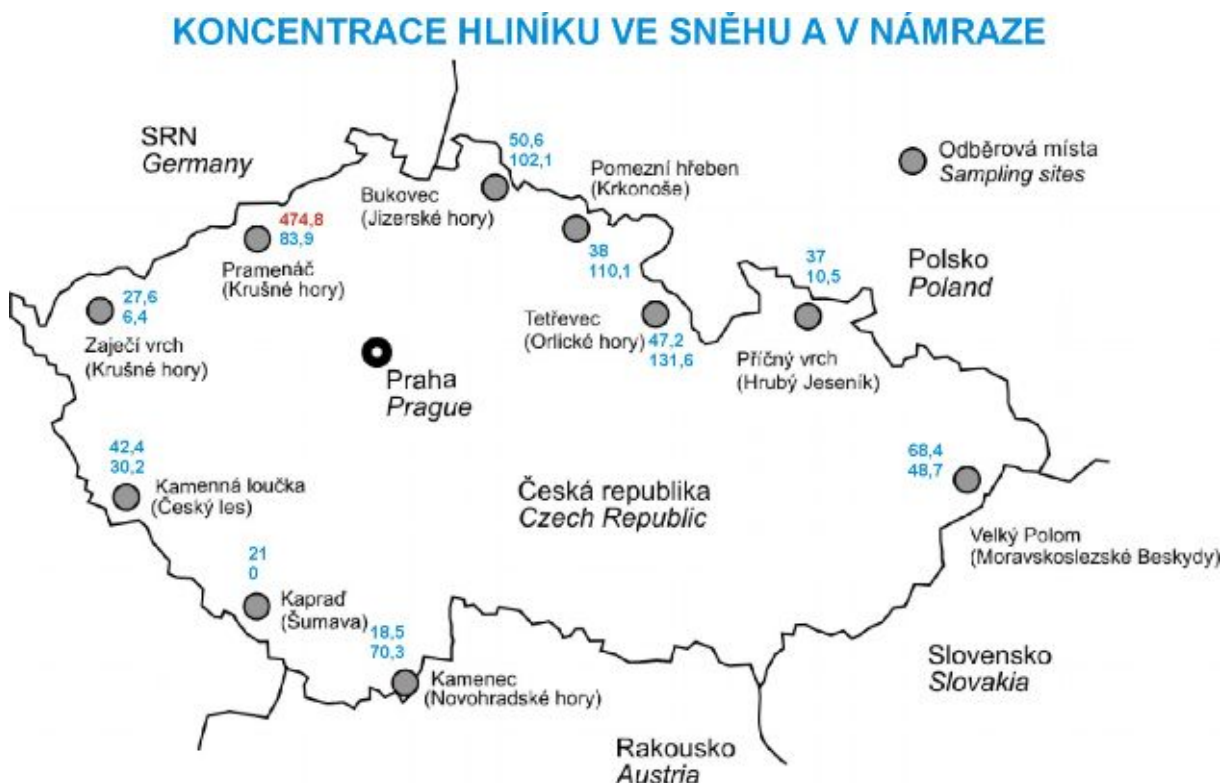 KONCENTRACE HLINÍKU VE SNĚHU A V NÁMRAZE
SRN
Germany
50,6
102,1
Pomezní hřeben
(Krkonoše)
Odběrová místa
Sampling sites
Bukovec
(Jizerské hory)
474,8
83,9
Pramenáč
(Krušné hory)
38
110,1
37
10,5
Polsko
Poland
27,6
6,4
Zaječí vrch
(Krušné hory)
Tetřevec
(Orlické hory)
47,2
131,6
Příčný vrch
(Hrubý Jeseník)
Praha
Prague
42,4
30,2
Kamenná loučka
(Český les)
Česká republika
Czech Republic
68,4
48,7
Velký Polom
(Moravskoslezské Beskydy)
21
0
Kapraď
(Šumava)
18,5
70,3
Kamenec
(Novohradské hory)
Slovensko
Slovakia
Rakousko
Austria